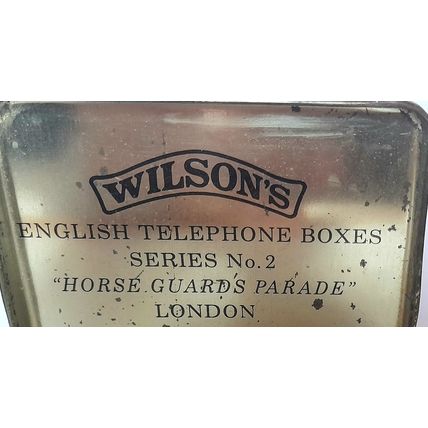 WILSON'S
ENGLISH TELEPHONE BOXES
SERIES No. 2
"HORSE GUARDS PARADE"
LONDON